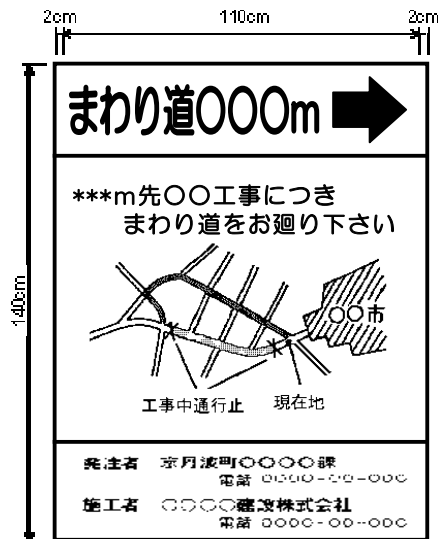 2cm 110cm 2cm
140cm
まわり道〇〇〇m
***m先〇〇工事につき
まわり道をお廻り下さい
〇〇市
工事中通行止 現在地
発注者 京丹波町〇〇〇〇課
電話 〇〇〇〇-〇〇-〇〇〇
施工者 〇〇〇〇建設株式会社
電話 〇〇〇〇-〇〇-〇〇〇